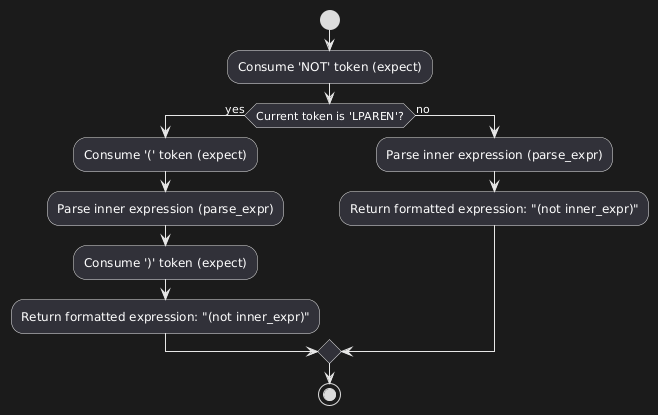 Consume 'NOT' token (expect)
Current token is 'LPAREN'?
yes
no
Consume '(' token (expect)
Parse inner expression (parse_expr)
Consume ')' token (expect)
Return formatted expression: "(not inner_expr)"
Parse inner expression (parse_expr)
Return formatted expression: "(not inner_expr)"